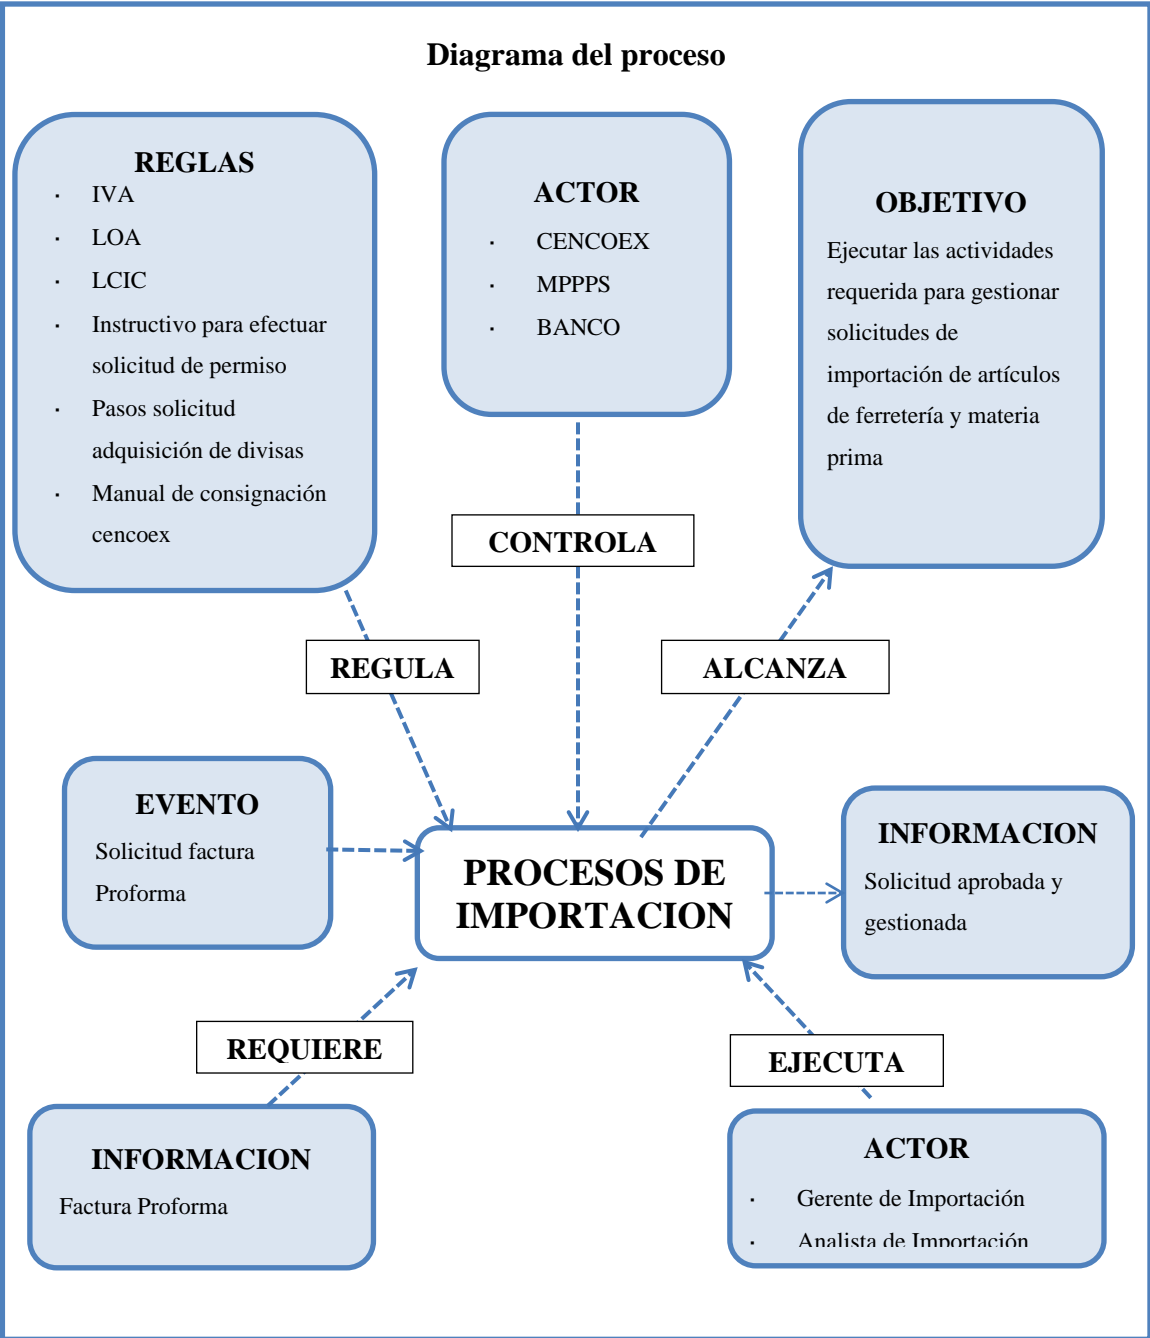 Diagrama del proceso
REGLAS
· IVA
· LOA
· LCIC
· Instructivo para efectuar
solicitud de permiso
· Pasos solicitud
adquisición de divisas
· Manual de consignación
cencoex
ACTOR
· CENCOEX
· MPPPS
· BANCO
OBJETIVO
Ejecutar las actividades
requerida para gestionar
solicitudes de
importación de artículos
de ferretería y materia
prima
CONTROLA
REGULA
ALCANZA
EVENTO
Solicitud factura
Proforma
PROCESOS DE
IMPORTACION
INFORMACION
Solicitud aprobada y
gestionada
REQUIERE
EJECUTA
INFORMACION
Factura Proforma
ACTOR
· Gerente de Importación
· Analista de Importación